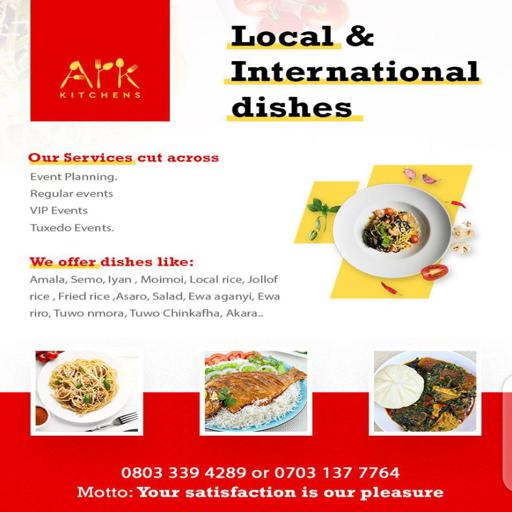 Ark
KITCHENS
Local &
International
dishes
Our Services cut across
Event Planning.
Regular events
VIP Events
Tuxedo Events.
We offer dishes like:
Amala, Semo, Iyan , Moimoi, Local rice, Jollof
rice , Fried rice ,Asaro, Salad, Ewa aganyi, Ewa
riro, Tuwo nmora, Tuwo Chinkafha, Akara..
0803 339 4289 or 0703 137 7764
Motto: Your satisfaction is our pleasure